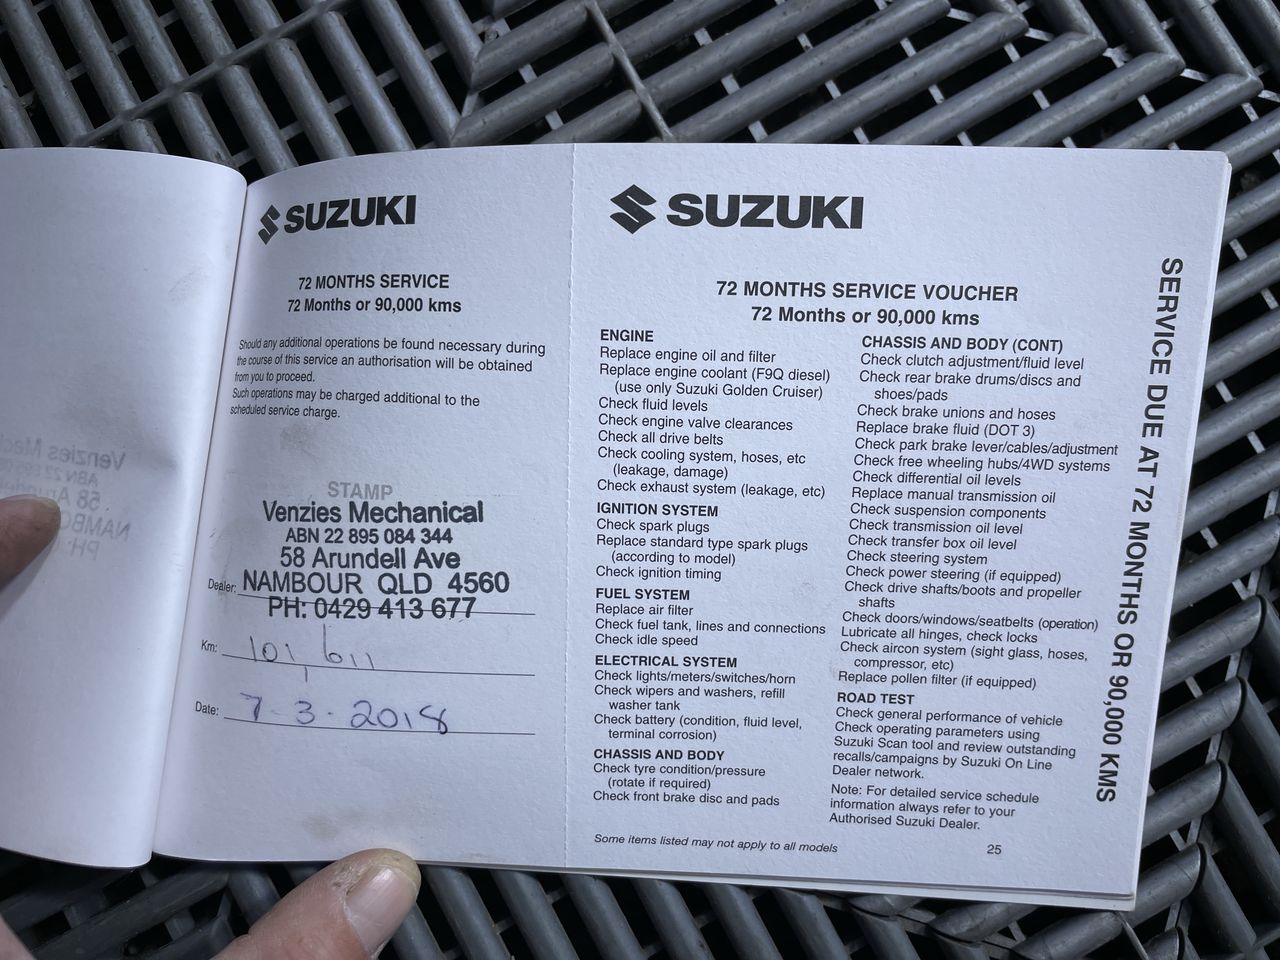 SUZUKI
72 MONTHS SERVICE
72 Months or 90,000 kms
Should any additional operations be found necessary during
the course of this service an authorisation will be obtained
from you to proceed.
Such operations may be charged additional to the
scheduled service charge.
STAMP
Venzies Mechanical
ABN 22 895 084 344
58 Arundell Ave
Dealer: NAMBOUR QLD 4560
PH: 0429 413 677
Km: 101,611
Date: 7-3-2018
SUZUKI
72 MONTHS SERVICE VOUCHER
72 Months or 90,000 kms
ENGINE
Replace engine oil and filter
Replace engine coolant (F9Q diesel)
(use only Suzuki Golden Cruiser)
Check fluid levels
Check engine valve clearances
Check all drive belts
Check cooling system, hoses, etc
(leakage, damage)
Check exhaust system (leakage, etc)
IGNITION SYSTEM
Check spark plugs
Replace standard type spark plugs
(according to model)
Check ignition timing
FUEL SYSTEM
Replace air filter
Check fuel tank, lines and connections
Check idle speed
ELECTRICAL SYSTEM
Check lights/meters/switches/horn
Check wipers and washers, refill
washer tank
Check battery (condition, fluid level,
terminal corrosion)
CHASSIS AND BODY
Check tyre condition/pressure
(rotate if required)
Check front brake disc and pads
CHASSIS AND BODY (CONT)
Check clutch adjustment/fluid level
Check rear brake drums/discs and
shoes/pads
Check brake unions and hoses
Replace brake fluid (DOT 3)
Check park brake lever/cables/adjustment
Check free wheeling hubs/4WD systems
Check differential oil levels
Replace manual transmission oil
Check suspension components
Check transmission oil level
Check transfer box oil level
Check steering system
Check power steering (if equipped)
Check drive shafts/boots and propeller
shafts
Check doors/windows/seatbelts (operation)
Lubricate all hinges, check locks
Check aircon system (sight glass, hoses,
compressor, etc)
Replace pollen filter (if equipped)
ROAD TEST
Check general performance of vehicle
Check operating parameters using
Suzuki Scan tool and review outstanding
recalls/campaigns by Suzuki On Line
Dealer network.
Note: For detailed service schedule
information always refer to your
Authorised Suzuki Dealer.
Some items listed may not apply to all models
25
SERVICE DUE AT 72 MONTHS OR 90,000 KMS